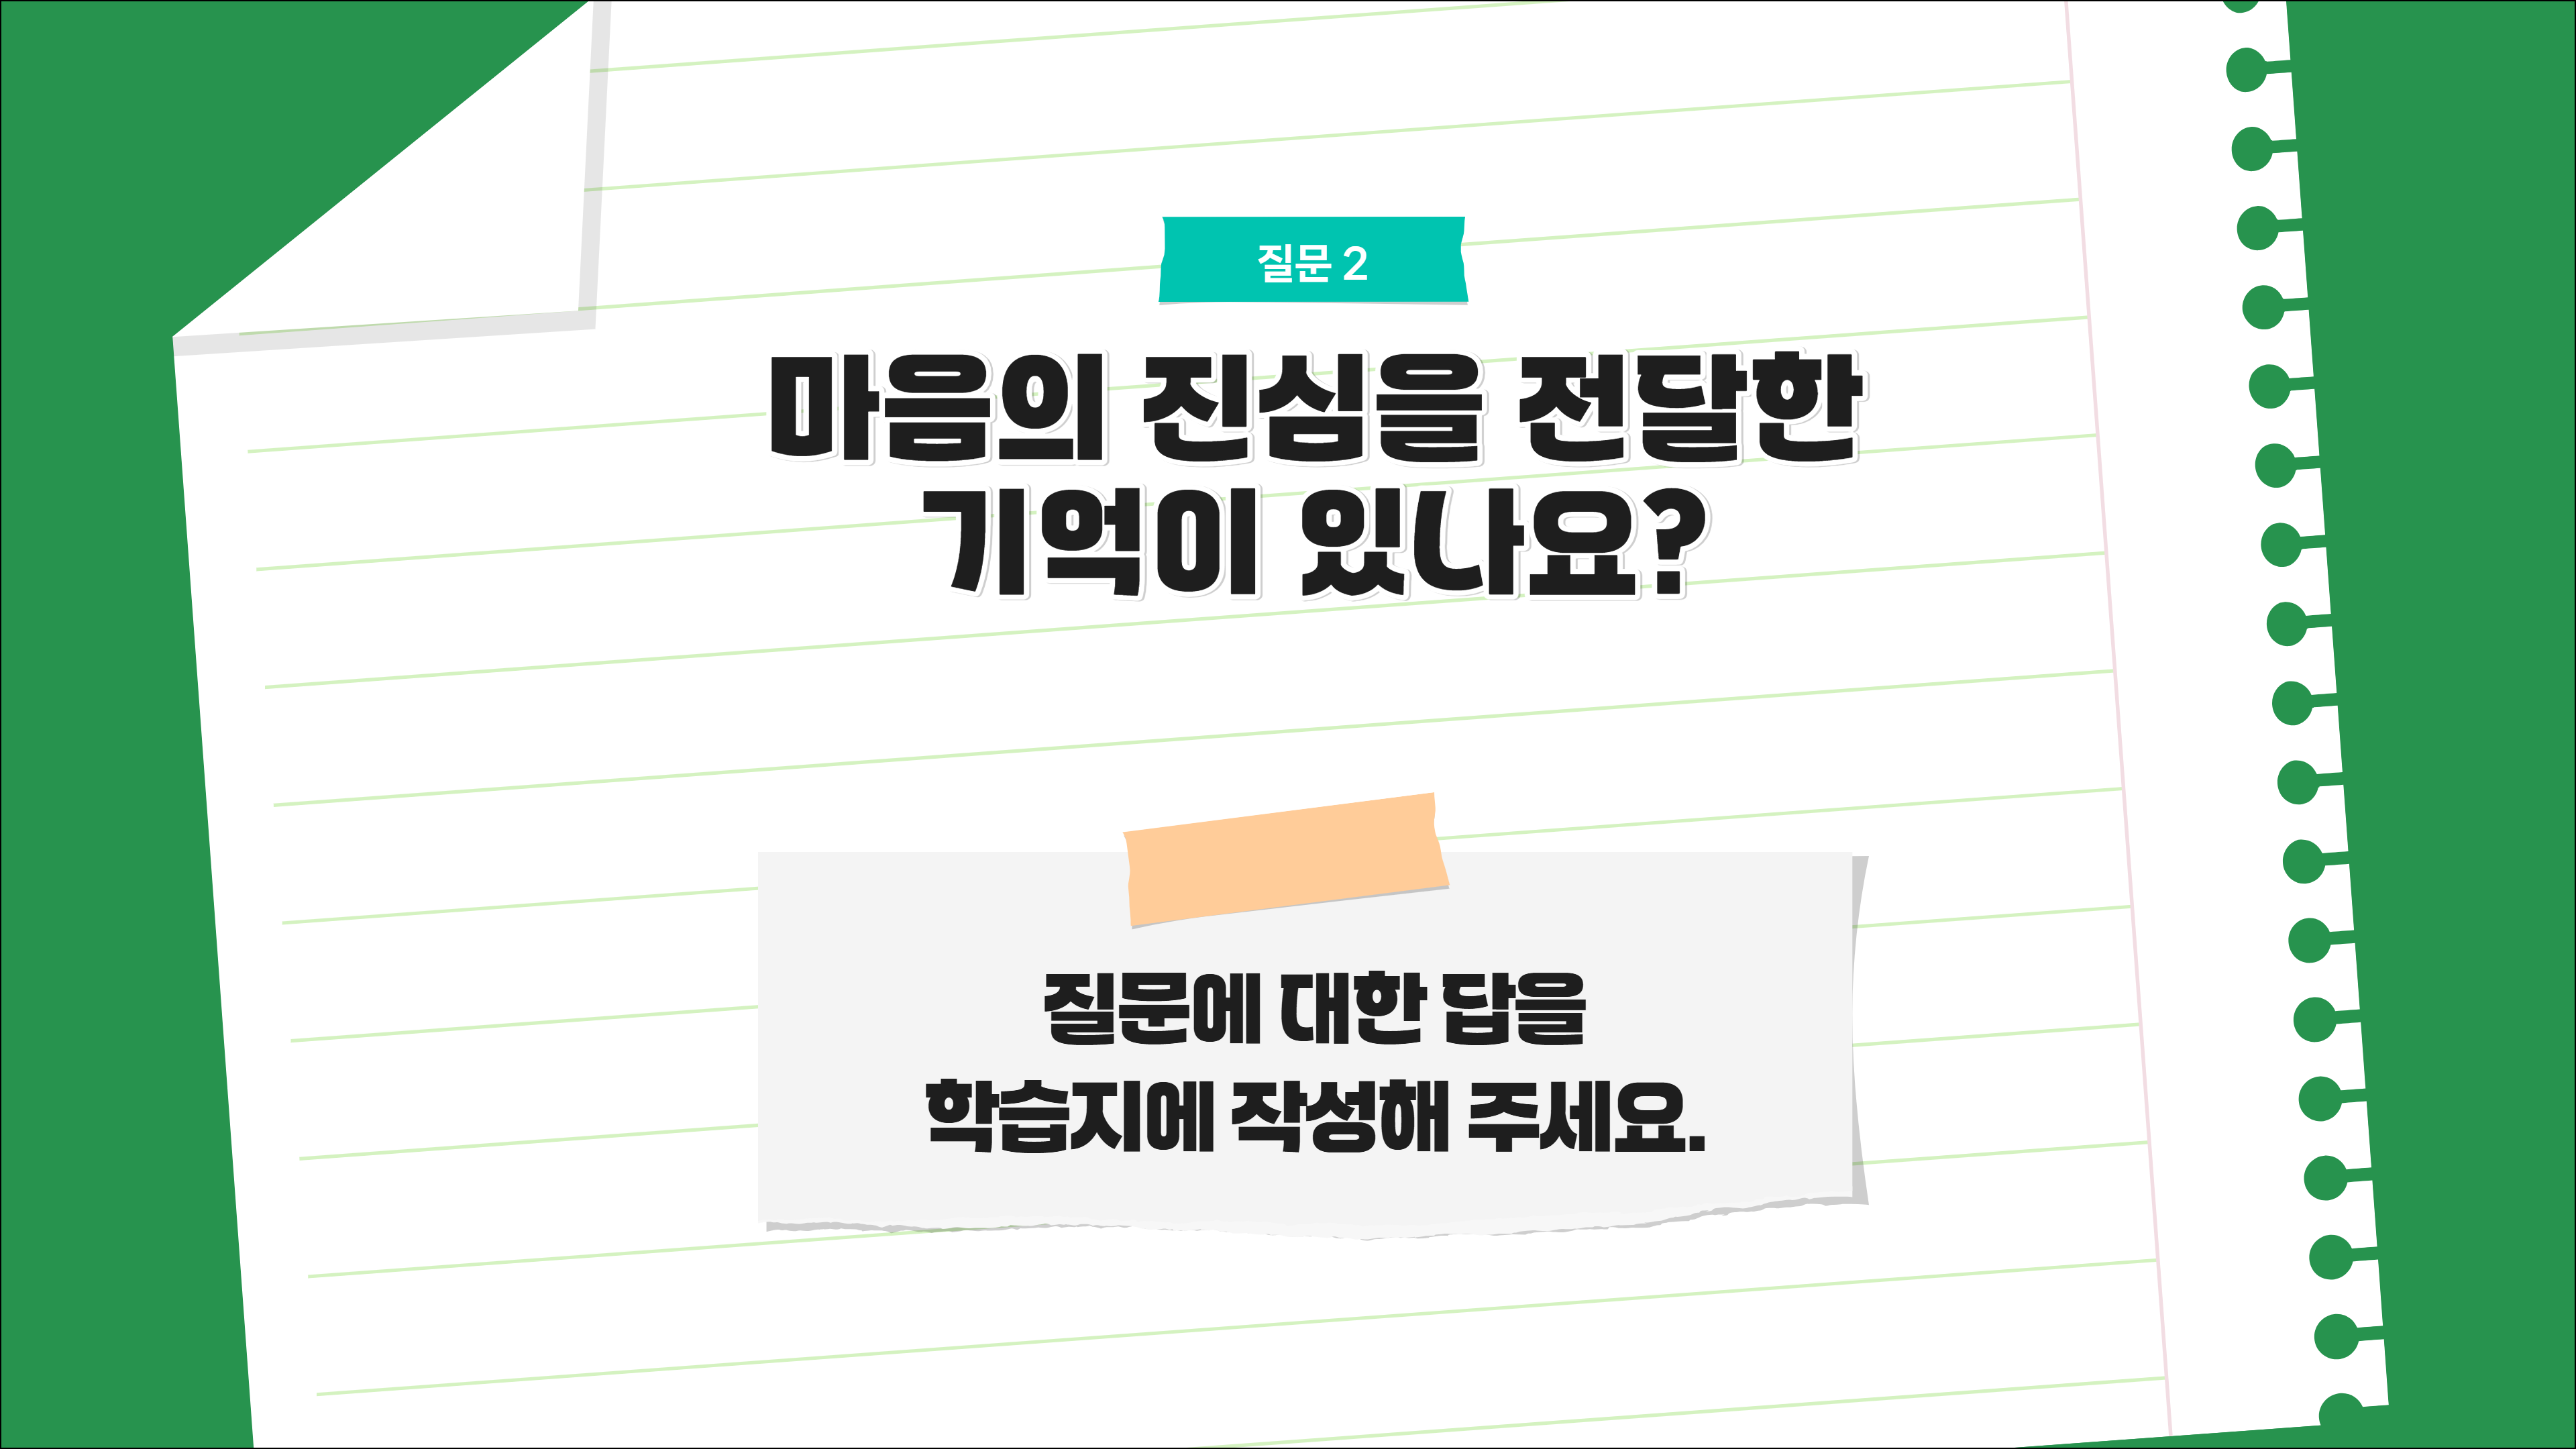 질문 2
마음의 진심을 전달한
기억이 있나요?
질문에 대한 답을
학습지에 작성해 주세요.